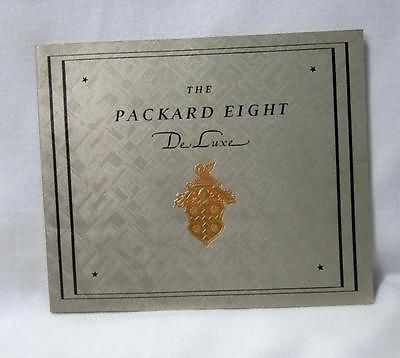 THE
PACKARD EIGHT
De Luxe